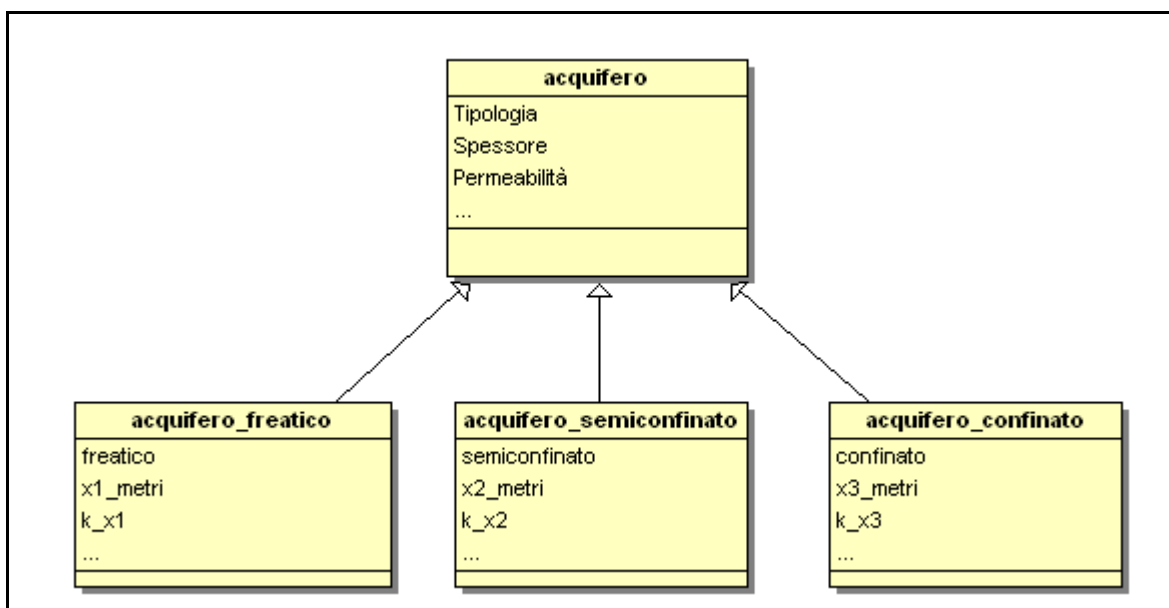 acquifero
Tipologia
Spessore
Permeabilità
...
acquifero_freatico
freatico
x1_metri
k_x1
...
acquifero_semiconfinato
semiconfinato
x2_metri
k_x2
...
acquifero_confinato
confinato
x3_metri
k_x3
...